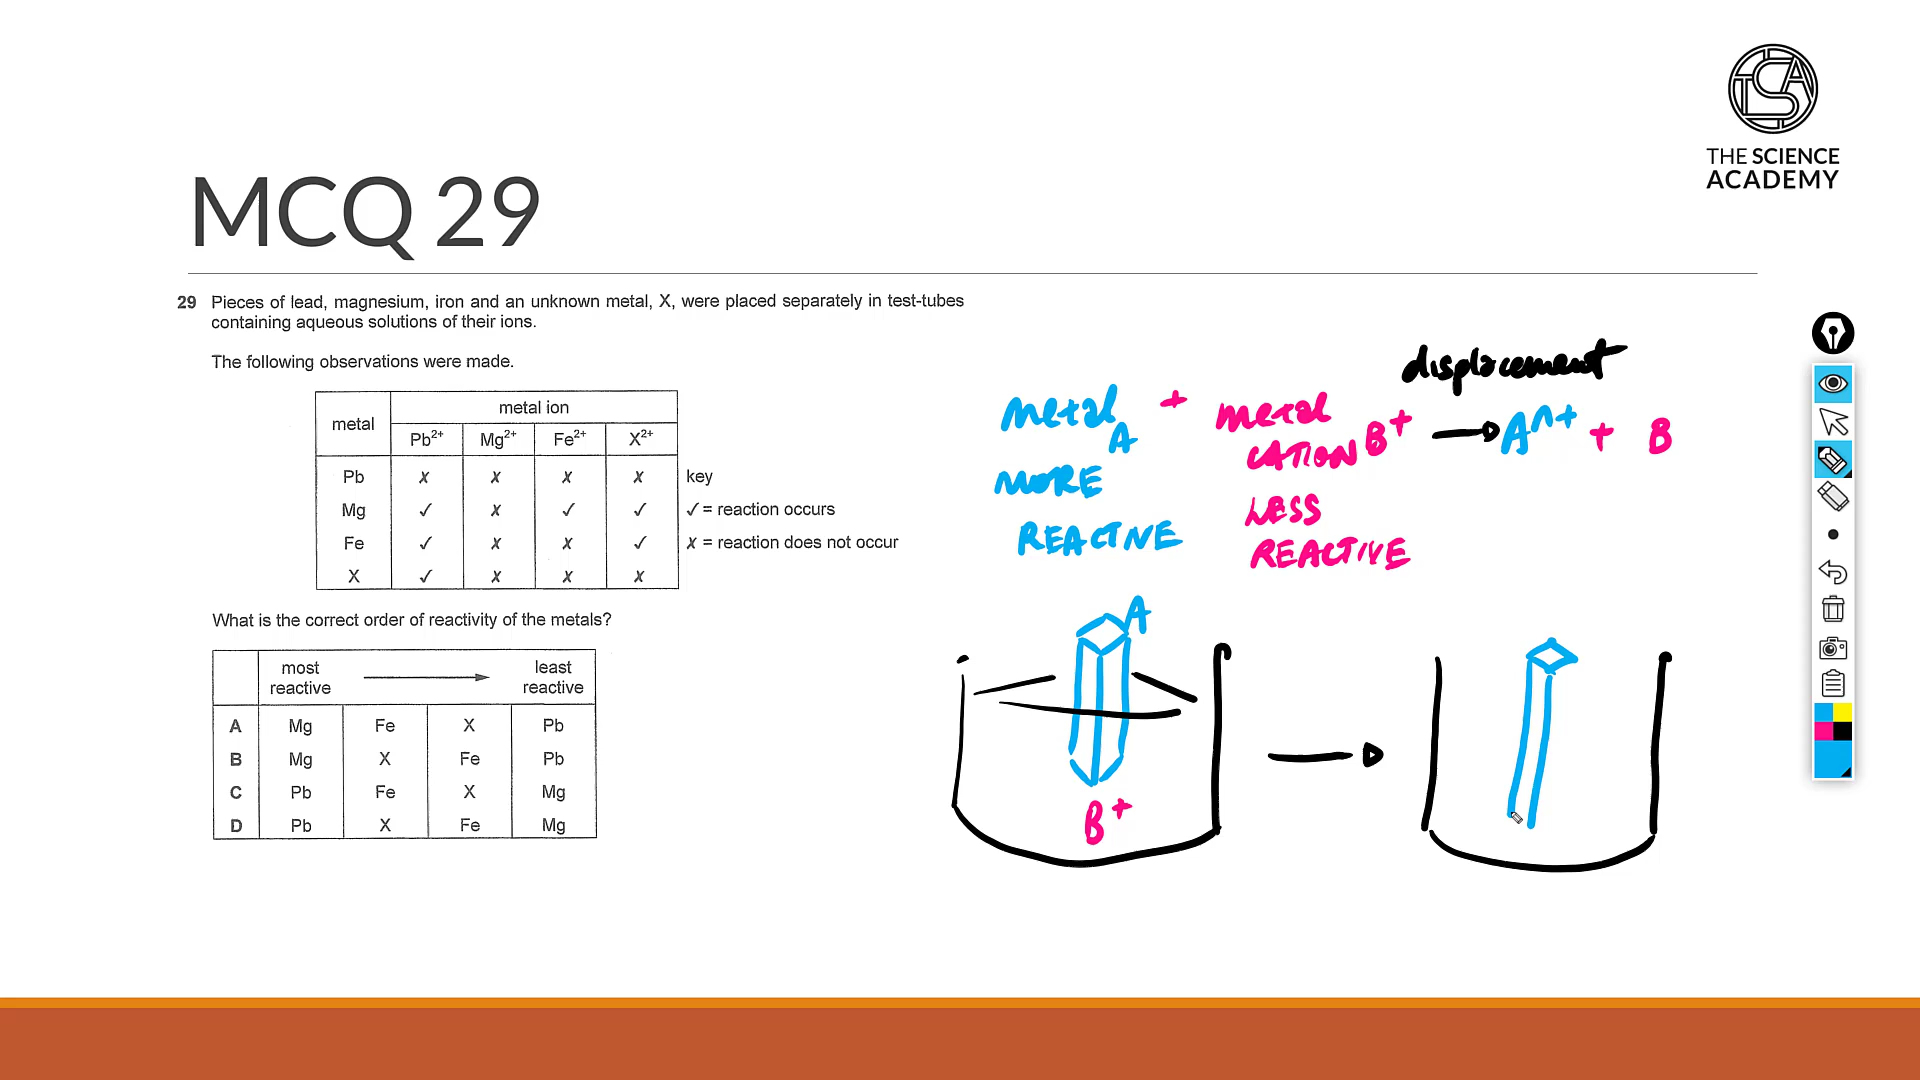 THE SCIENCE
ACADEMY
MCQ 29
29 Pieces of lead, magnesium, iron and an unknown metal, X, were placed separately in test-tubes
containing aqueous solutions of their ions.
The following observations were made.
metal metal ion
Pb2+ Mg2+ Fe2+ X2+
Pb ✗ ✗ ✗ ✗ key
Mg ✓ ✗ ✓ ✓ ✓ = reaction occurs
Fe ✓ ✗ ✗ ✓ ✗ = reaction does not occur
X ✓ ✗ ✗ ✗
What is the correct order of reactivity of the metals?
most least
reactive reactive
A Mg Fe X Pb
B Mg X Fe Pb
C Pb Fe X Mg
D Pb X Fe Mg
displacement
metal A + metal CATION B+ → An+ + B
MORE
REACTIVE
LESS
REACTIVE
A
B+